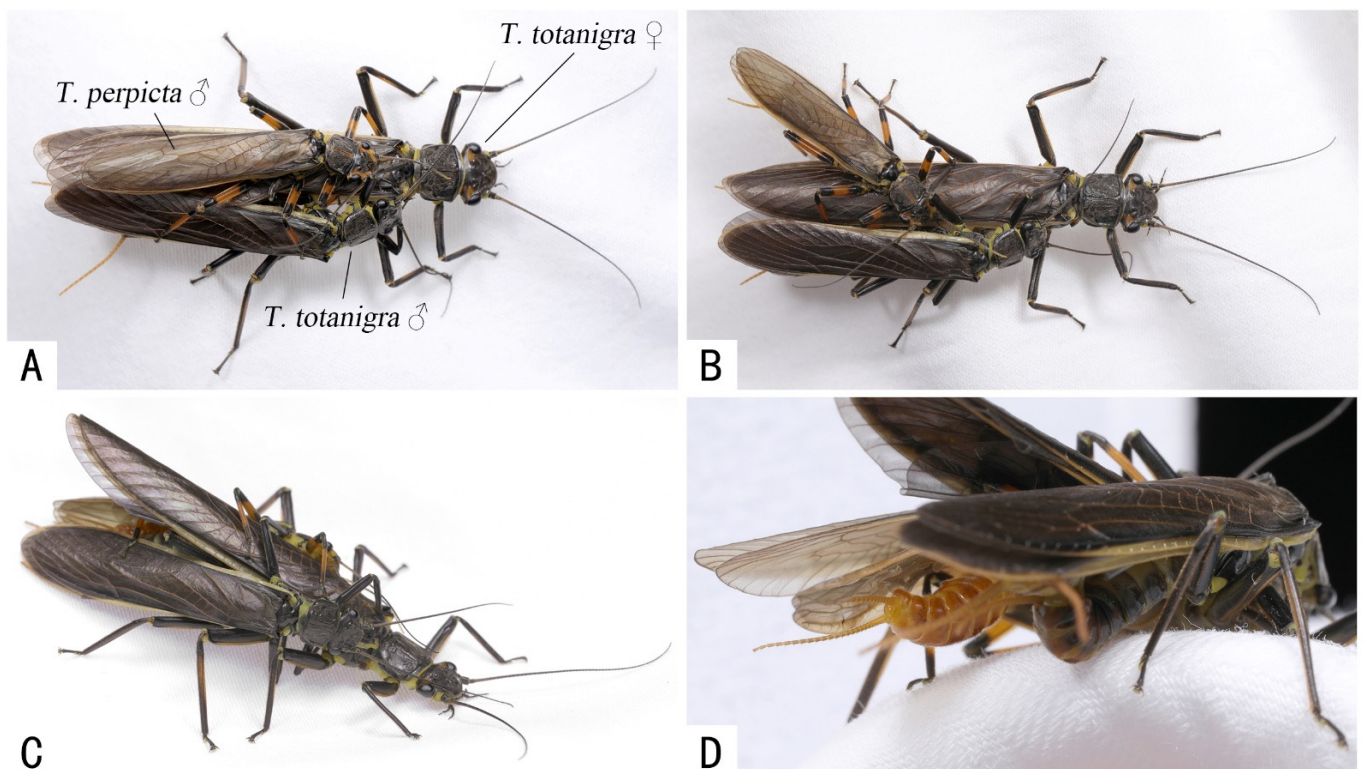 T. totanigra ♀
T. perpicta ♂
T. totanigra ♂
A
B
C
D